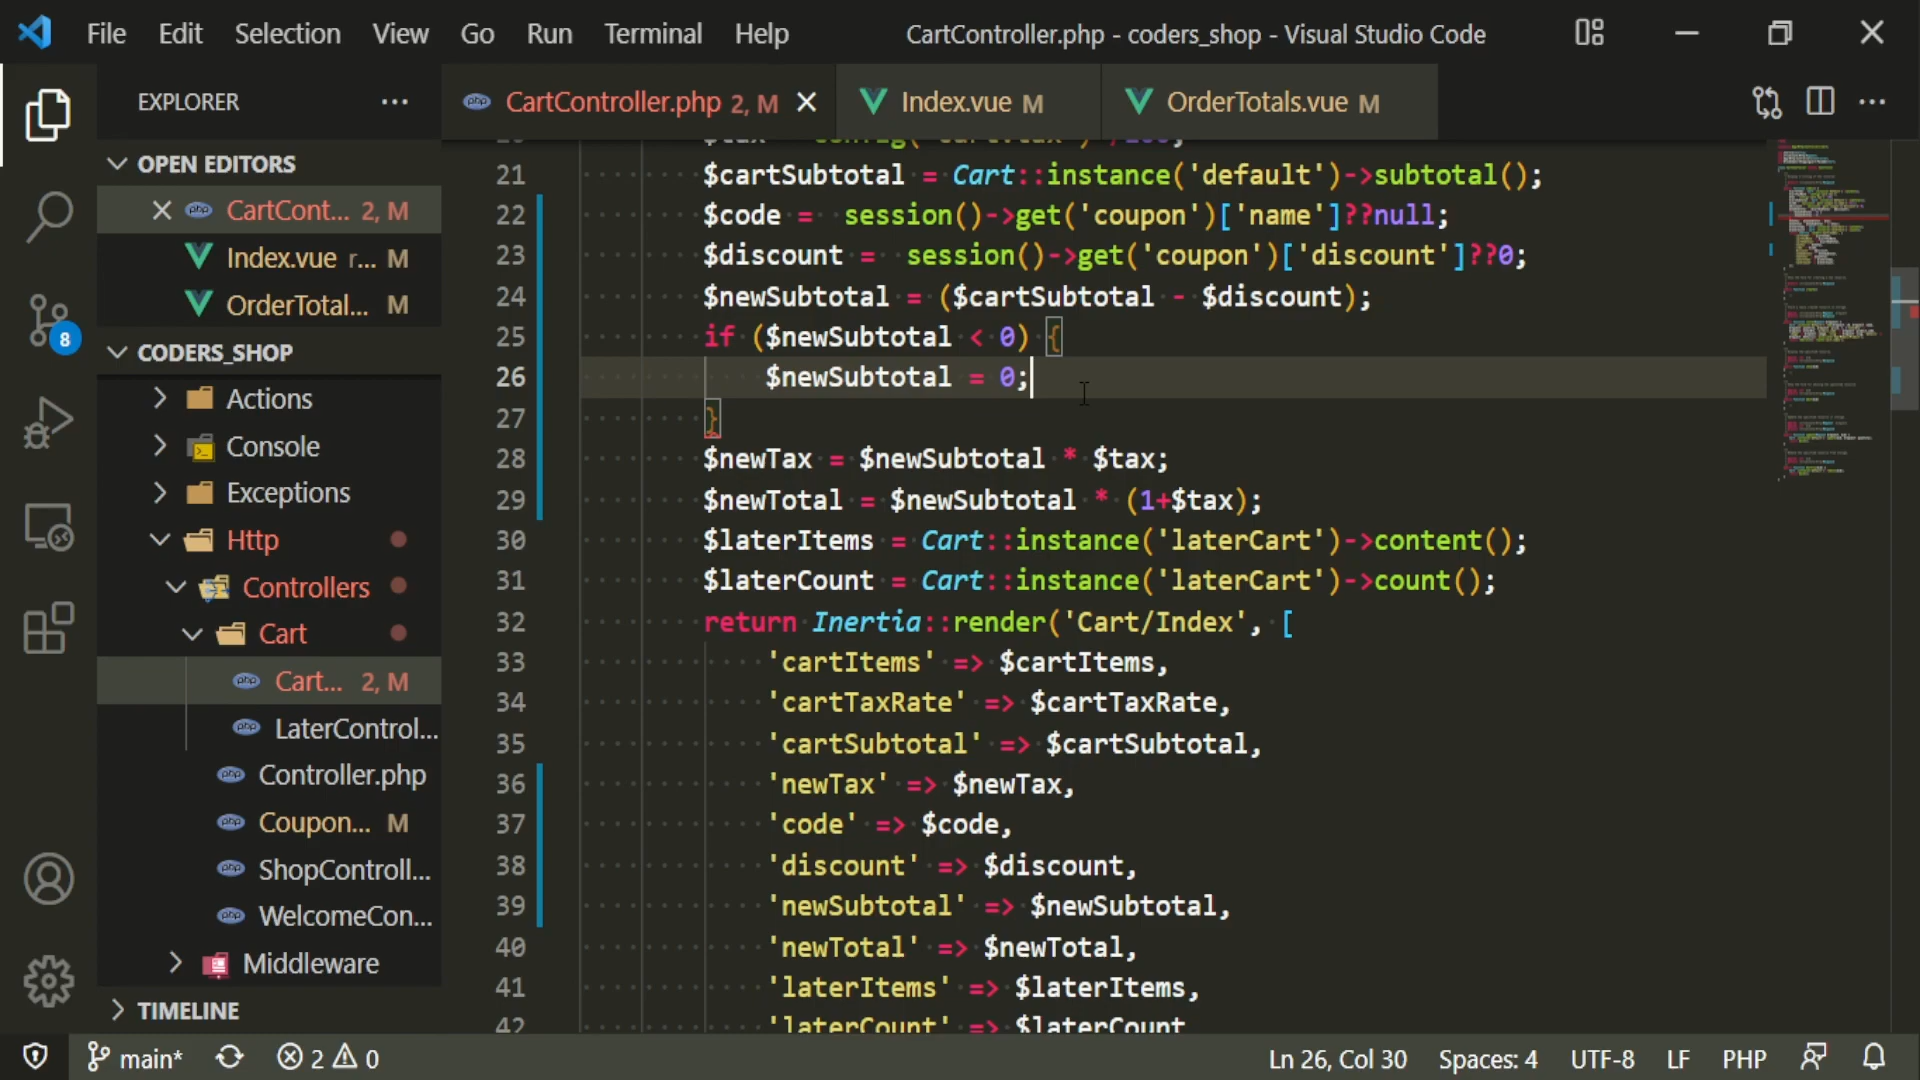 File Edit Selection View Go Run Terminal Help CartController.php - coders_shop - Visual Studio Code
EXPLORER
CartController.php 2, M
Index.vue M
OrderTotals.vue M
OPEN EDITORS
CartCont... 2, M
Index.vue r... M
OrderTotal... M
CODERS_SHOP
Actions
Console
Exceptions
Http
Controllers
Cart
Cart... 2, M
LaterControl...
Controller.php
Coupon... M
ShopControll...
WelcomeCon...
Middleware
TIMELINE
8
21 $cartSubtotal = Cart::instance('default')->subtotal();
22 $code =  session()->get('coupon')['name']??null;
23 $discount =  session()->get('coupon')['discount']??0;
24 $newSubtotal = ($cartSubtotal - $discount);
25 if ($newSubtotal < 0) {
26 $newSubtotal = 0;
27 }
28 $newTax = $newSubtotal * $tax;
29 $newTotal = $newSubtotal * (1+$tax);
30 $laterItems = Cart::instance('laterCart')->content();
31 $laterCount = Cart::instance('laterCart')->count();
32 return Inertia::render('Cart/Index', [
33 'cartItems' => $cartItems,
34 'cartTaxRate' => $cartTaxRate,
35 'cartSubtotal' => $cartSubtotal,
36 'newTax' => $newTax,
37 'code' => $code,
38 'discount' => $discount,
39 'newSubtotal' => $newSubtotal,
40 'newTotal' => $newTotal,
41 'laterItems' => $laterItems,
42 'laterCount' => $laterCount
main* 2 0 Ln 26, Col 30 Spaces: 4 UTF-8 LF PHP